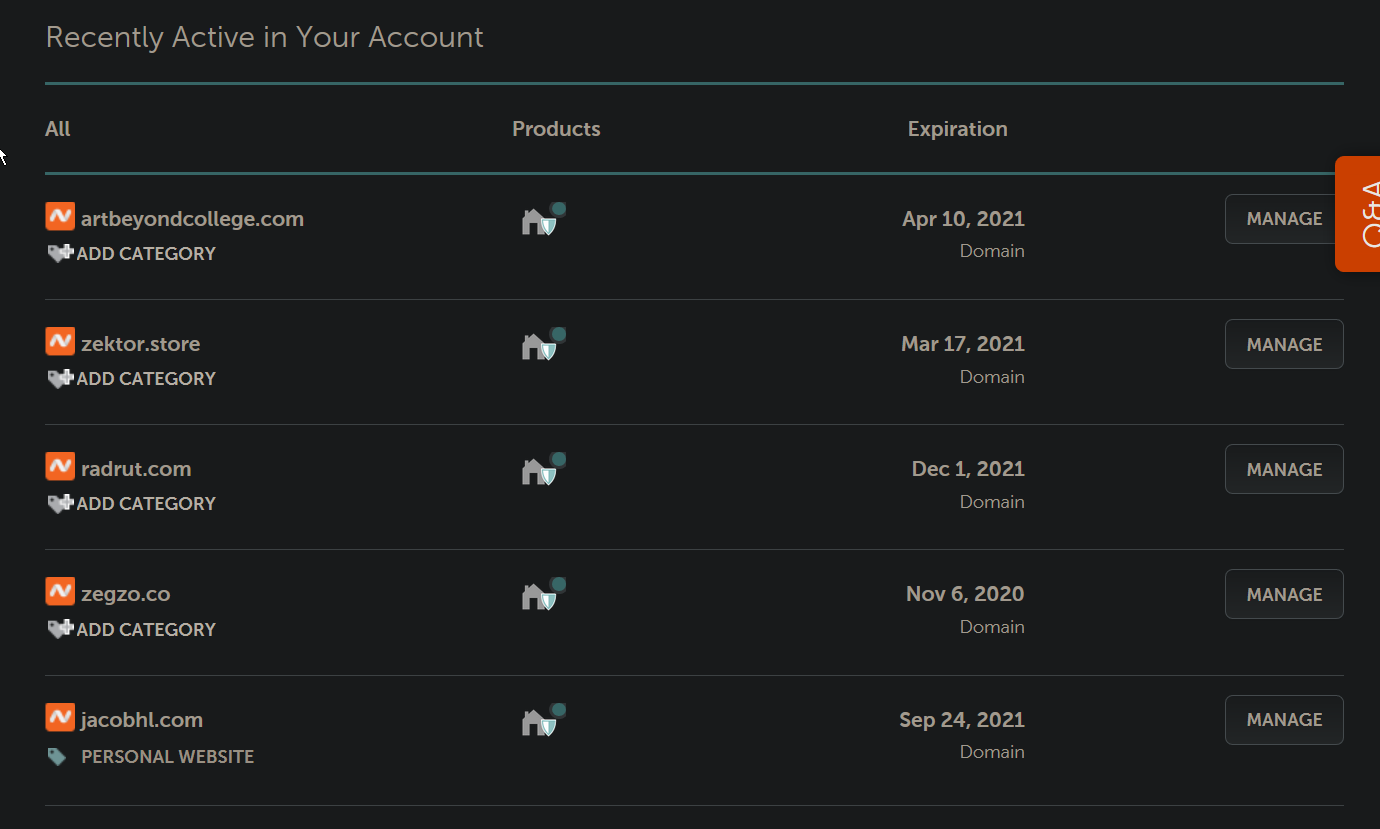 Recently Active in Your Account
All Products Expiration
artbeyondcollege.com Apr 10, 2021 MANAGE
ADD CATEGORY Domain
Q&A
zektor.store Mar 17, 2021 MANAGE
ADD CATEGORY Domain
radrut.com Dec 1, 2021 MANAGE
ADD CATEGORY Domain
zegzo.co Nov 6, 2020 MANAGE
ADD CATEGORY Domain
jacobhl.com Sep 24, 2021 MANAGE
PERSONAL WEBSITE Domain